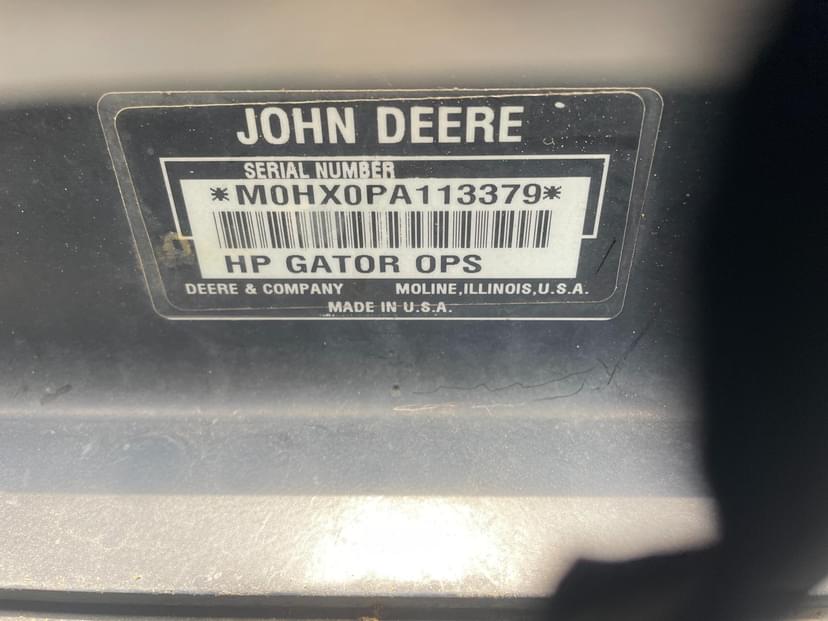 JOHN DEERE
SERIAL NUMBER
*M0HX0PA113379*
HP GATOR OPS
DEERE & COMPANY MOLINE, ILLINOIS, U.S.A.
MADE IN U.S.A.